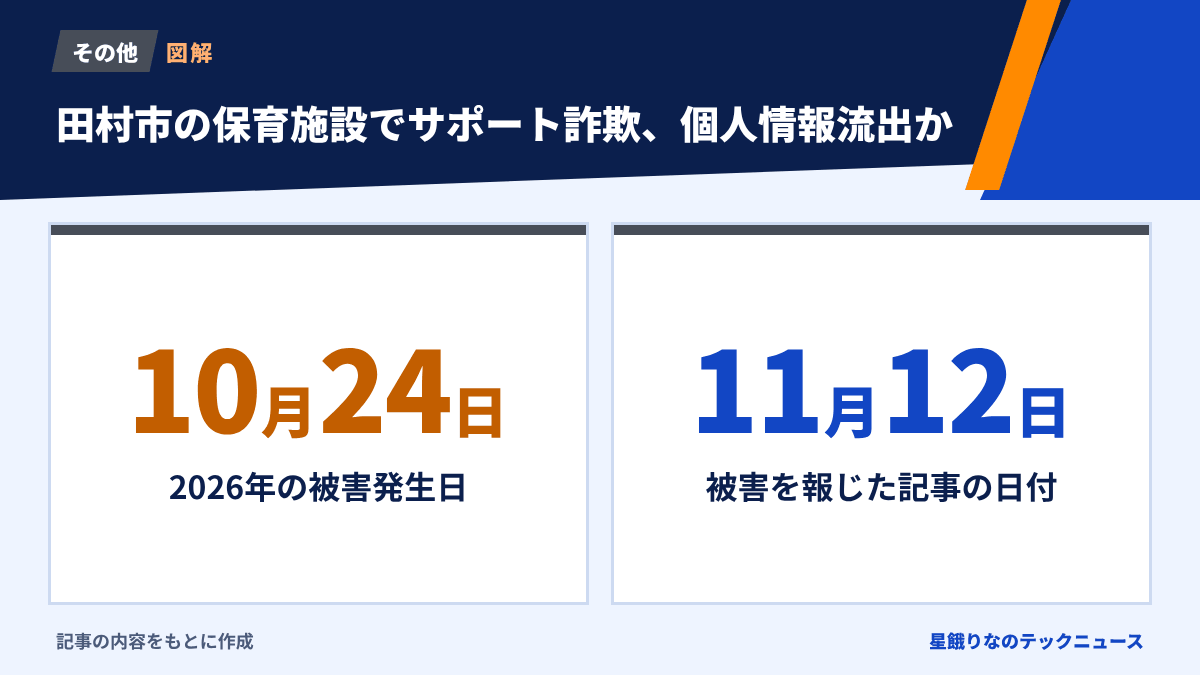 その他 図解
田村市の保育施設でサポート詐欺、個人情報流出か
10月24日
2026年の被害発生日
11月12日
被害を報じた記事の日付
記事の内容をもとに作成
星餓りなのテックニュース